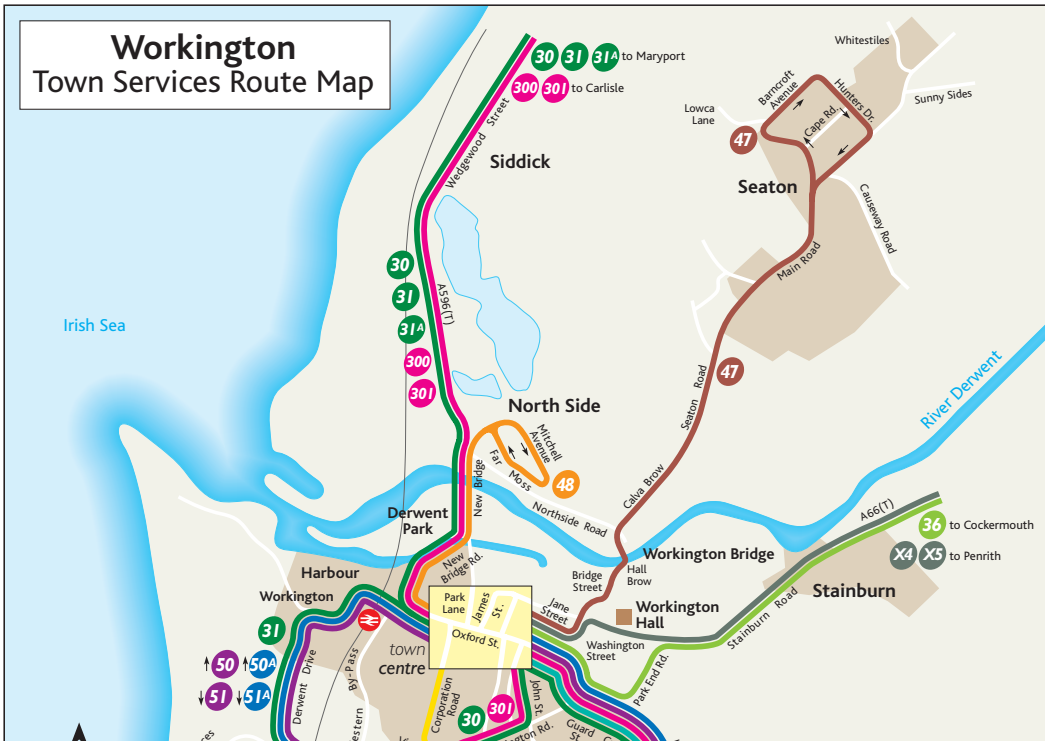 Workington
Town Services Route Map
30 31 31A to Maryport
300 301 to Carlisle
Whitestiles
Barncroft
Avenue
Hunters Dr.
Sunny Sides
Lowca
Lane
Cape Rd.
47
Wedgewood Street
Siddick
Seaton
Causeway Road
Main Road
30
31
31A
300
301
A596(T)
Irish Sea
47
Seaton Road
River Derwent
North Side
Mitchell
Avenue
Far Moss
48
New Bridge
Calva Brow
Northside Road
A66(T)
36 to Cockermouth
X4 X5 to Penrith
Derwent
Park
New
Bridge Rd.
Workington Bridge
Hall
Brow
Bridge
Street
Harbour
Workington
Stainburn
Park
Lane
James
St.
Jane
Street
Workington
Hall
Stainburn Road
Oxford St.
31
Washington
Street
town
centre
50 50A
51 51A
Derwent Drive
By-Pass
Park End Rd.
Corporation
Road
30
301
John St.
Guard